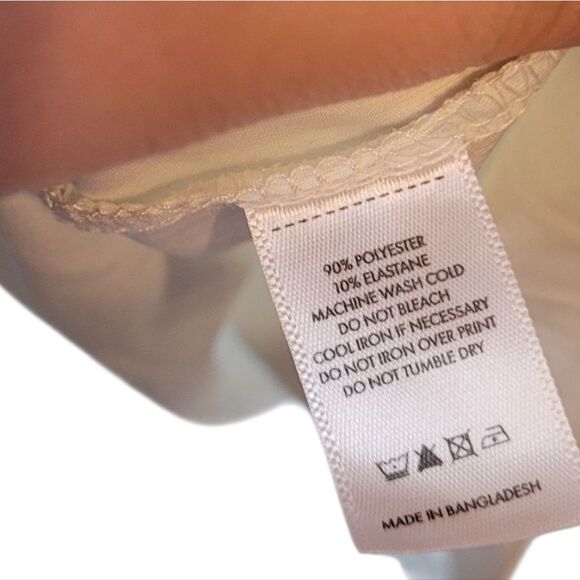 90% POLYESTER
10% ELASTANE
MACHINE WASH COLD
DO NOT BLEACH
COOL IRON IF NECESSARY
DO NOT IRON OVER PRINT
DO NOT TUMBLE DRY
MADE IN BANGLADESH